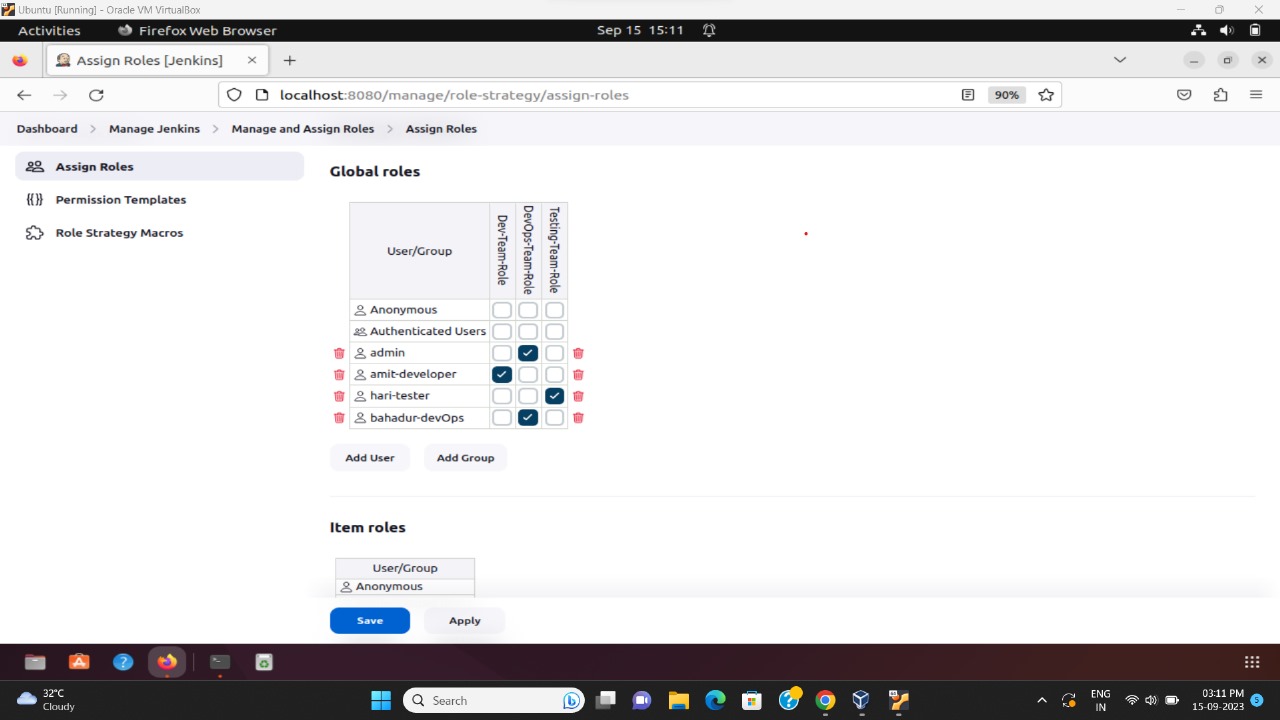 Ubuntu [Running] - Oracle VM VirtualBox
Activities Firefox Web Browser Sep 15 15:11
Assign Roles [Jenkins]
localhost:8080/manage/role-strategy/assign-roles 90%
Dashboard Manage Jenkins Manage and Assign Roles Assign Roles
Assign Roles
Permission Templates
Role Strategy Macros
Global roles
User/Group Dev-Team-Role DevOps-Team-Role Testing-Team-Role
Anonymous
Authenticated Users
admin
amit-developer
hari-tester
bahadur-devOps
Add User Add Group
Item roles
User/Group
Anonymous
Save Apply
32°C
Cloudy
Search
ENG
IN
03:11 PM
15-09-2023
5